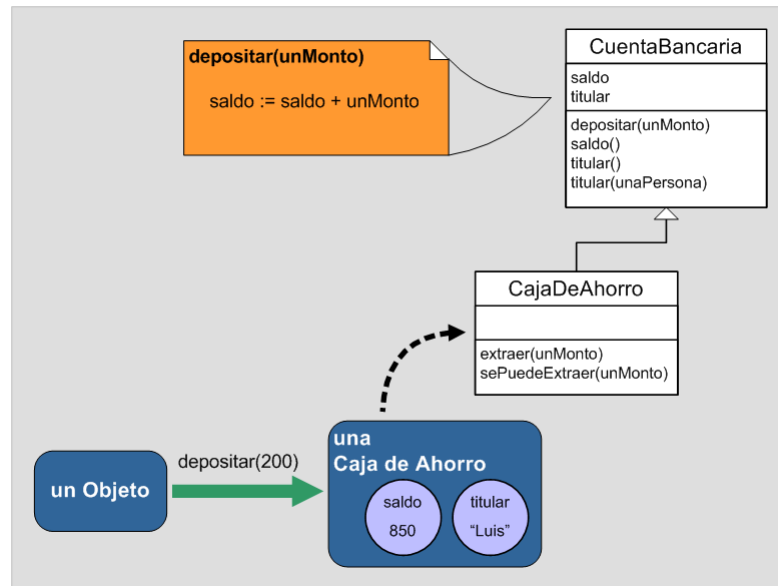 depositar(unMonto)
saldo := saldo + unMonto
CuentaBancaria
saldo
titular
depositar(unMonto)
saldo()
titular()
titular(unaPersona)
CajaDeAhorro
extraer(unMonto)
sePuedeExtraer(unMonto)
un Objeto
depositar(200)
una
Caja de Ahorro
saldo
850
titular
“Luis”